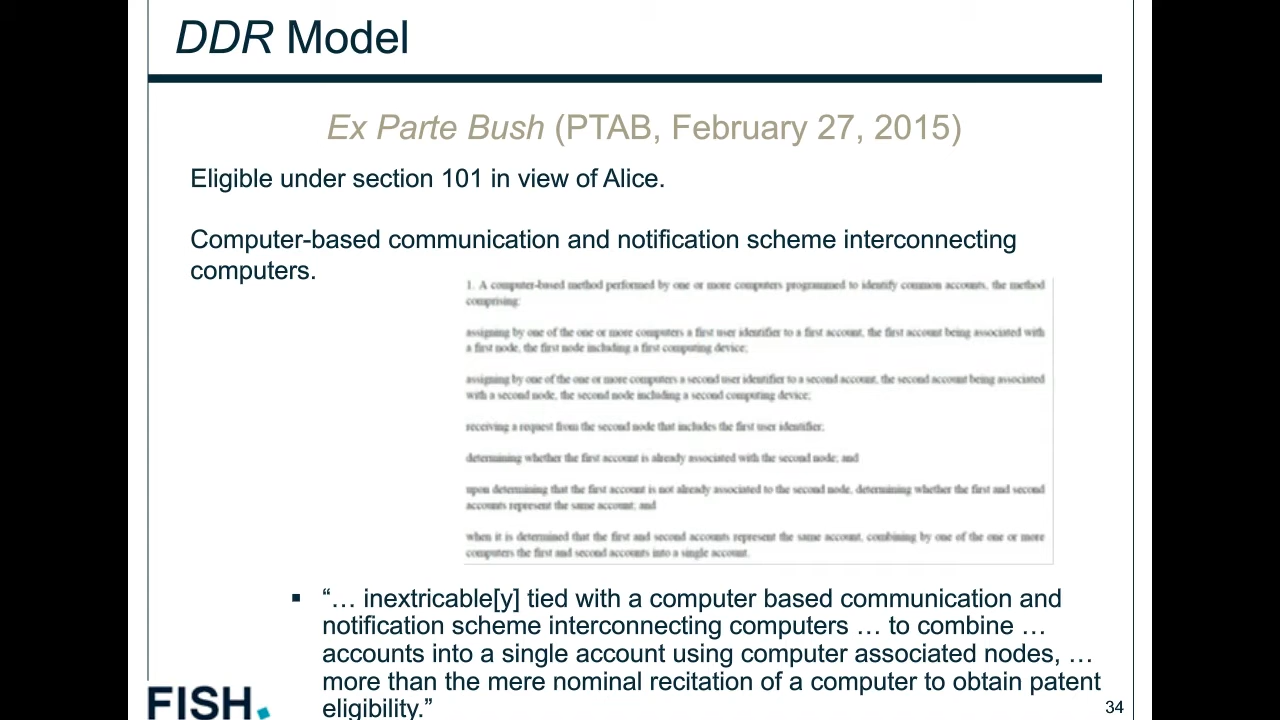 DDR Model
Ex Parte Bush (PTAB, February 27, 2015)
Eligible under section 101 in view of Alice.
Computer-based communication and notification scheme interconnecting
computers.
1. A computer-based method performed by one or more computers programmed to identify common accounts, the method
comprising:
assigning by one of the one or more computers a first user identifier to a first account, the first account being associated with
a first node, the first node including a first computing device;
assigning by one of the one or more computers a second user identifier to a second account, the second account being associated
with a second node, the second node including a second computing device;
receiving a request from the second node that includes the first user identifier;
determining whether the first account is already associated with the second node; and
upon determining that the first account is not already associated to the second node, determining whether the first and second
accounts represent the same account; and
when it is determined that the first and second accounts represent the same account, combining by one of the one or more
computers the first and second accounts into a single account.
▪ “… inextricable[y] tied with a computer based communication and
notification scheme interconnecting computers … to combine …
accounts into a single account using computer associated nodes, …
more than the mere nominal recitation of a computer to obtain patent
eligibility.”
FISH.
34